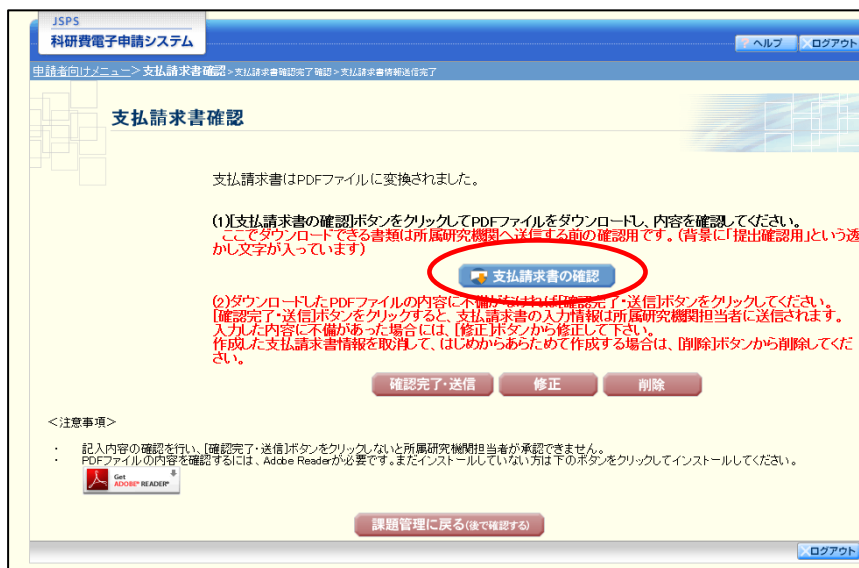 JSPS
科研費電子申請システム
? ヘルプ
ログアウト
申請者向けメニュー>支払請求書確認>支払請求書確認完了確認>支払請求書情報送信完了
支払請求書確認
支払請求書はPDFファイルに変換されました。
(1)[支払請求書の確認]ボタンをクリックしてPDFファイルをダウンロードし、内容を確認してください。
ここでダウンロードできる書類は所属研究機関へ送信する前の確認用です。(背景に「提出確認用」という透
かし文字が入っています)
支払請求書の確認
(2)ダウンロードしたPDFファイルの内容に不備がなければ[確認完了・送信]ボタンをクリックしてください。
[確認完了・送信]ボタンをクリックすると、支払請求書の入力情報は所属研究機関担当者に送信されます。
入力した内容に不備があった場合には、[修正]ボタンから修正して下さい。
作成した支払請求書情報を取消して、はじめからあらためて作成する場合は、[削除]ボタンから削除してくだ
さい。
確認完了・送信
修正
削除
<注意事項>
・ 記入内容の確認を行い、[確認完了・送信]ボタンをクリックしないと所属研究機関担当者が承認できません。
・ PDFファイルの内容を確認するには、Adobe Readerが必要です。まだインストールしていない方は下のボタンをクリックしてインストールしてください。
Get
ADOBE® READER®
課題管理に戻る(後で確認する)
ログアウト